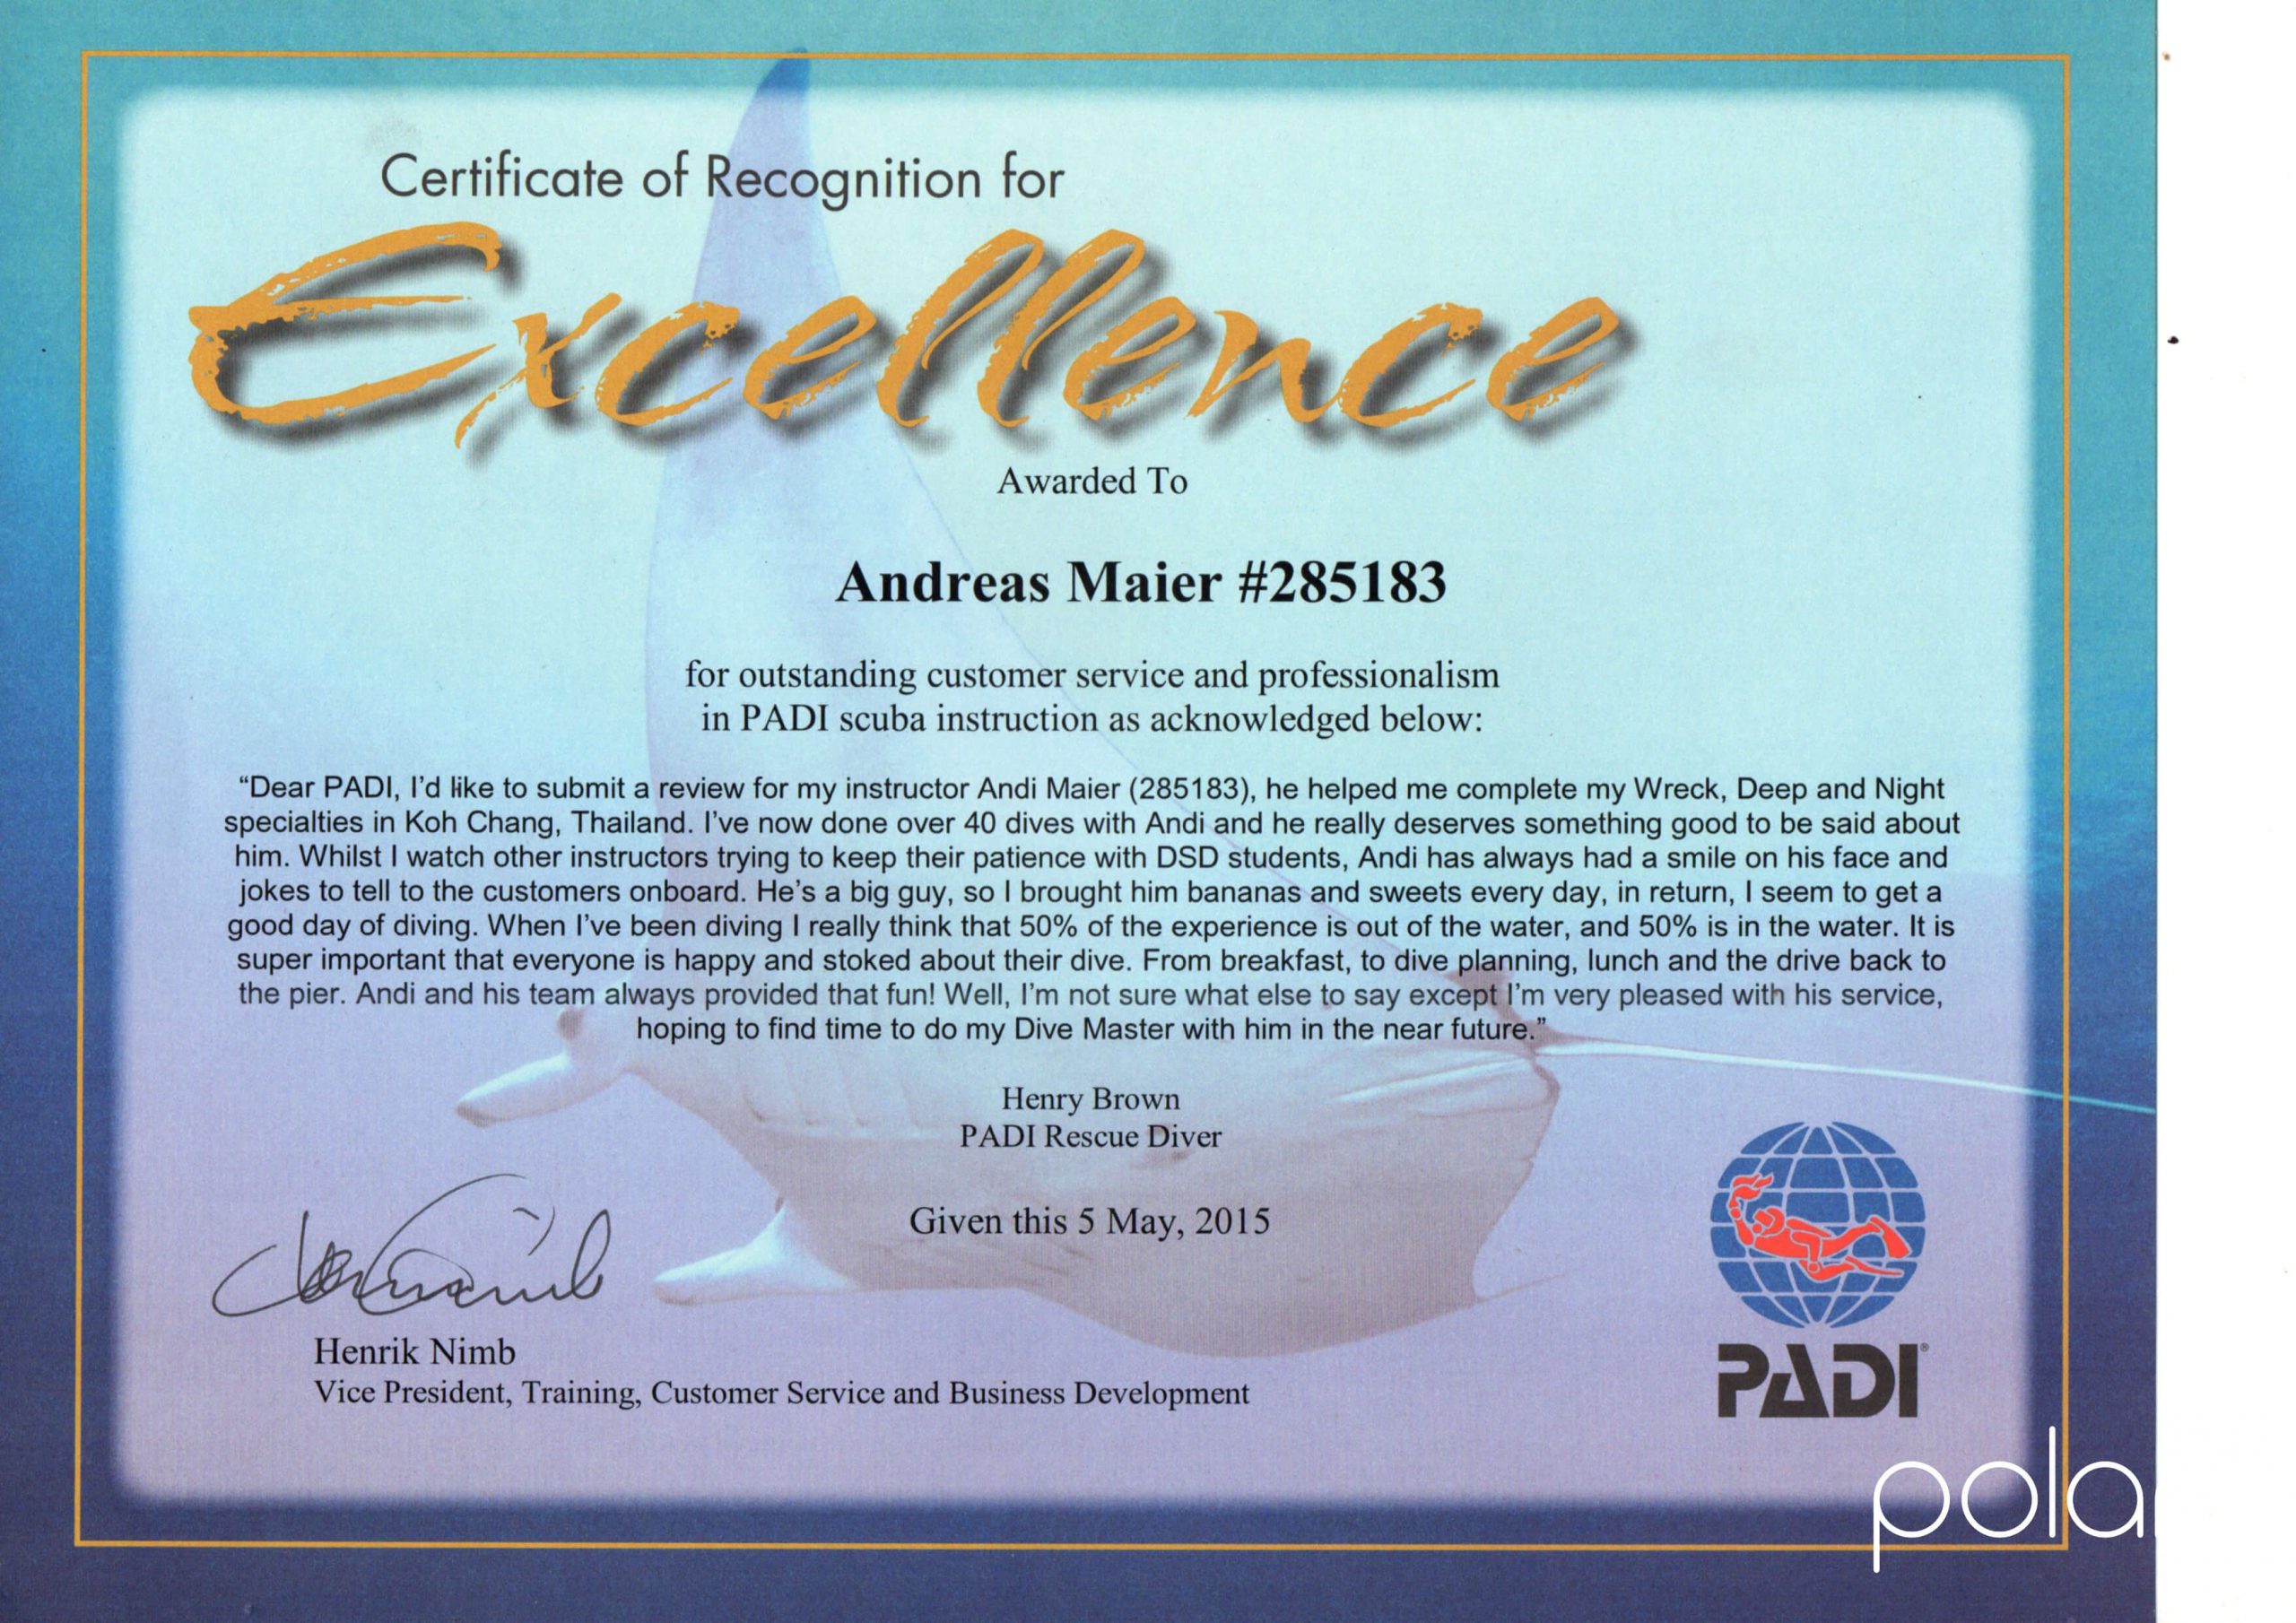 Certificate of Recognition for
Excellence
Awarded To
Andreas Maier #285183
for outstanding customer service and professionalism
in PADI scuba instruction as acknowledged below:
“Dear PADI, I’d like to submit a review for my instructor Andi Maier (285183), he helped me complete my Wreck, Deep and Night
specialties in Koh Chang, Thailand. I’ve now done over 40 dives with Andi and he really deserves something good to be said about
him. Whilst I watch other instructors trying to keep their patience with DSD students, Andi has always had a smile on his face and
jokes to tell to the customers onboard. He’s a big guy, so I brought him bananas and sweets every day, in return, I seem to get a
good day of diving. When I’ve been diving I really think that 50% of the experience is out of the water, and 50% is in the water. It is
super important that everyone is happy and stoked about their dive. From breakfast, to dive planning, lunch and the drive back to
the pier. Andi and his team always provided that fun! Well, I’m not sure what else to say except I’m very pleased with his service,
hoping to find time to do my Dive Master with him in the near future.”
Henry Brown
PADI Rescue Diver
Given this 5 May, 2015
Henrik Nimb
Vice President, Training, Customer Service and Business Development
PADI®